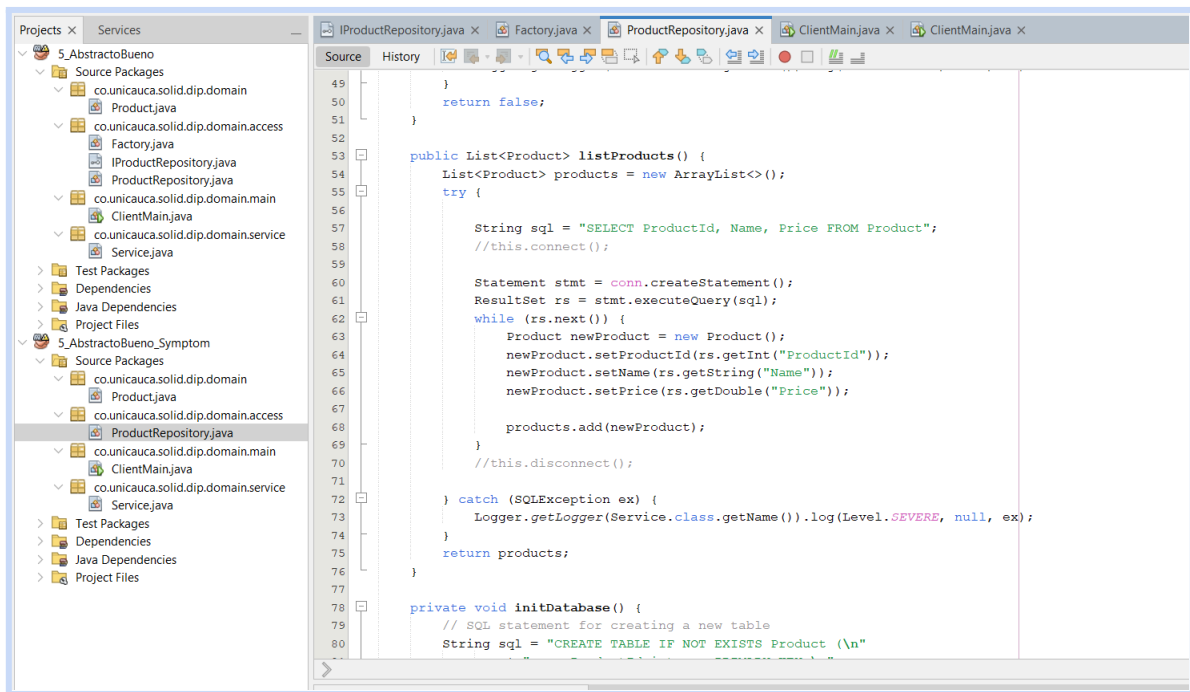 Projects × Services
5_AbstractoBueno
Source Packages
co.unicauca.solid.dip.domain
Product.java
co.unicauca.solid.dip.domain.access
Factory.java
IProductRepository.java
ProductRepository.java
co.unicauca.solid.dip.domain.main
ClientMain.java
co.unicauca.solid.dip.domain.service
Service.java
Test Packages
Dependencies
Java Dependencies
Project Files
5_AbstractoBueno_Symptom
Source Packages
co.unicauca.solid.dip.domain
Product.java
co.unicauca.solid.dip.domain.access
ProductRepository.java
co.unicauca.solid.dip.domain.main
ClientMain.java
co.unicauca.solid.dip.domain.service
Service.java
Test Packages
Dependencies
Java Dependencies
Project Files
IProductRepository.java × Factory.java × ProductRepository.java × ClientMain.java × ClientMain.java ×
Source History
49 }
50 return false;
51 }
52
53 public List<Product> listProducts() {
54 List<Product> products = new ArrayList<>();
55 try {
56
57 String sql = "SELECT ProductId, Name, Price FROM Product";
58 //this.connect();
59
60 Statement stmt = conn.createStatement();
61 ResultSet rs = stmt.executeQuery(sql);
62 while (rs.next()) {
63 Product newProduct = new Product();
64 newProduct.setProductId(rs.getInt("ProductId"));
65 newProduct.setName(rs.getString("Name"));
66 newProduct.setPrice(rs.getDouble("Price"));
67
68 products.add(newProduct);
69 }
70 //this.disconnect();
71
72 } catch (SQLException ex) {
73 Logger.getLogger(Service.class.getName()).log(Level.SEVERE, null, ex);
74 }
75 return products;
76 }
77
78 private void initDatabase() {
79 // SQL statement for creating a new table
80 String sql = "CREATE TABLE IF NOT EXISTS Product (\n"